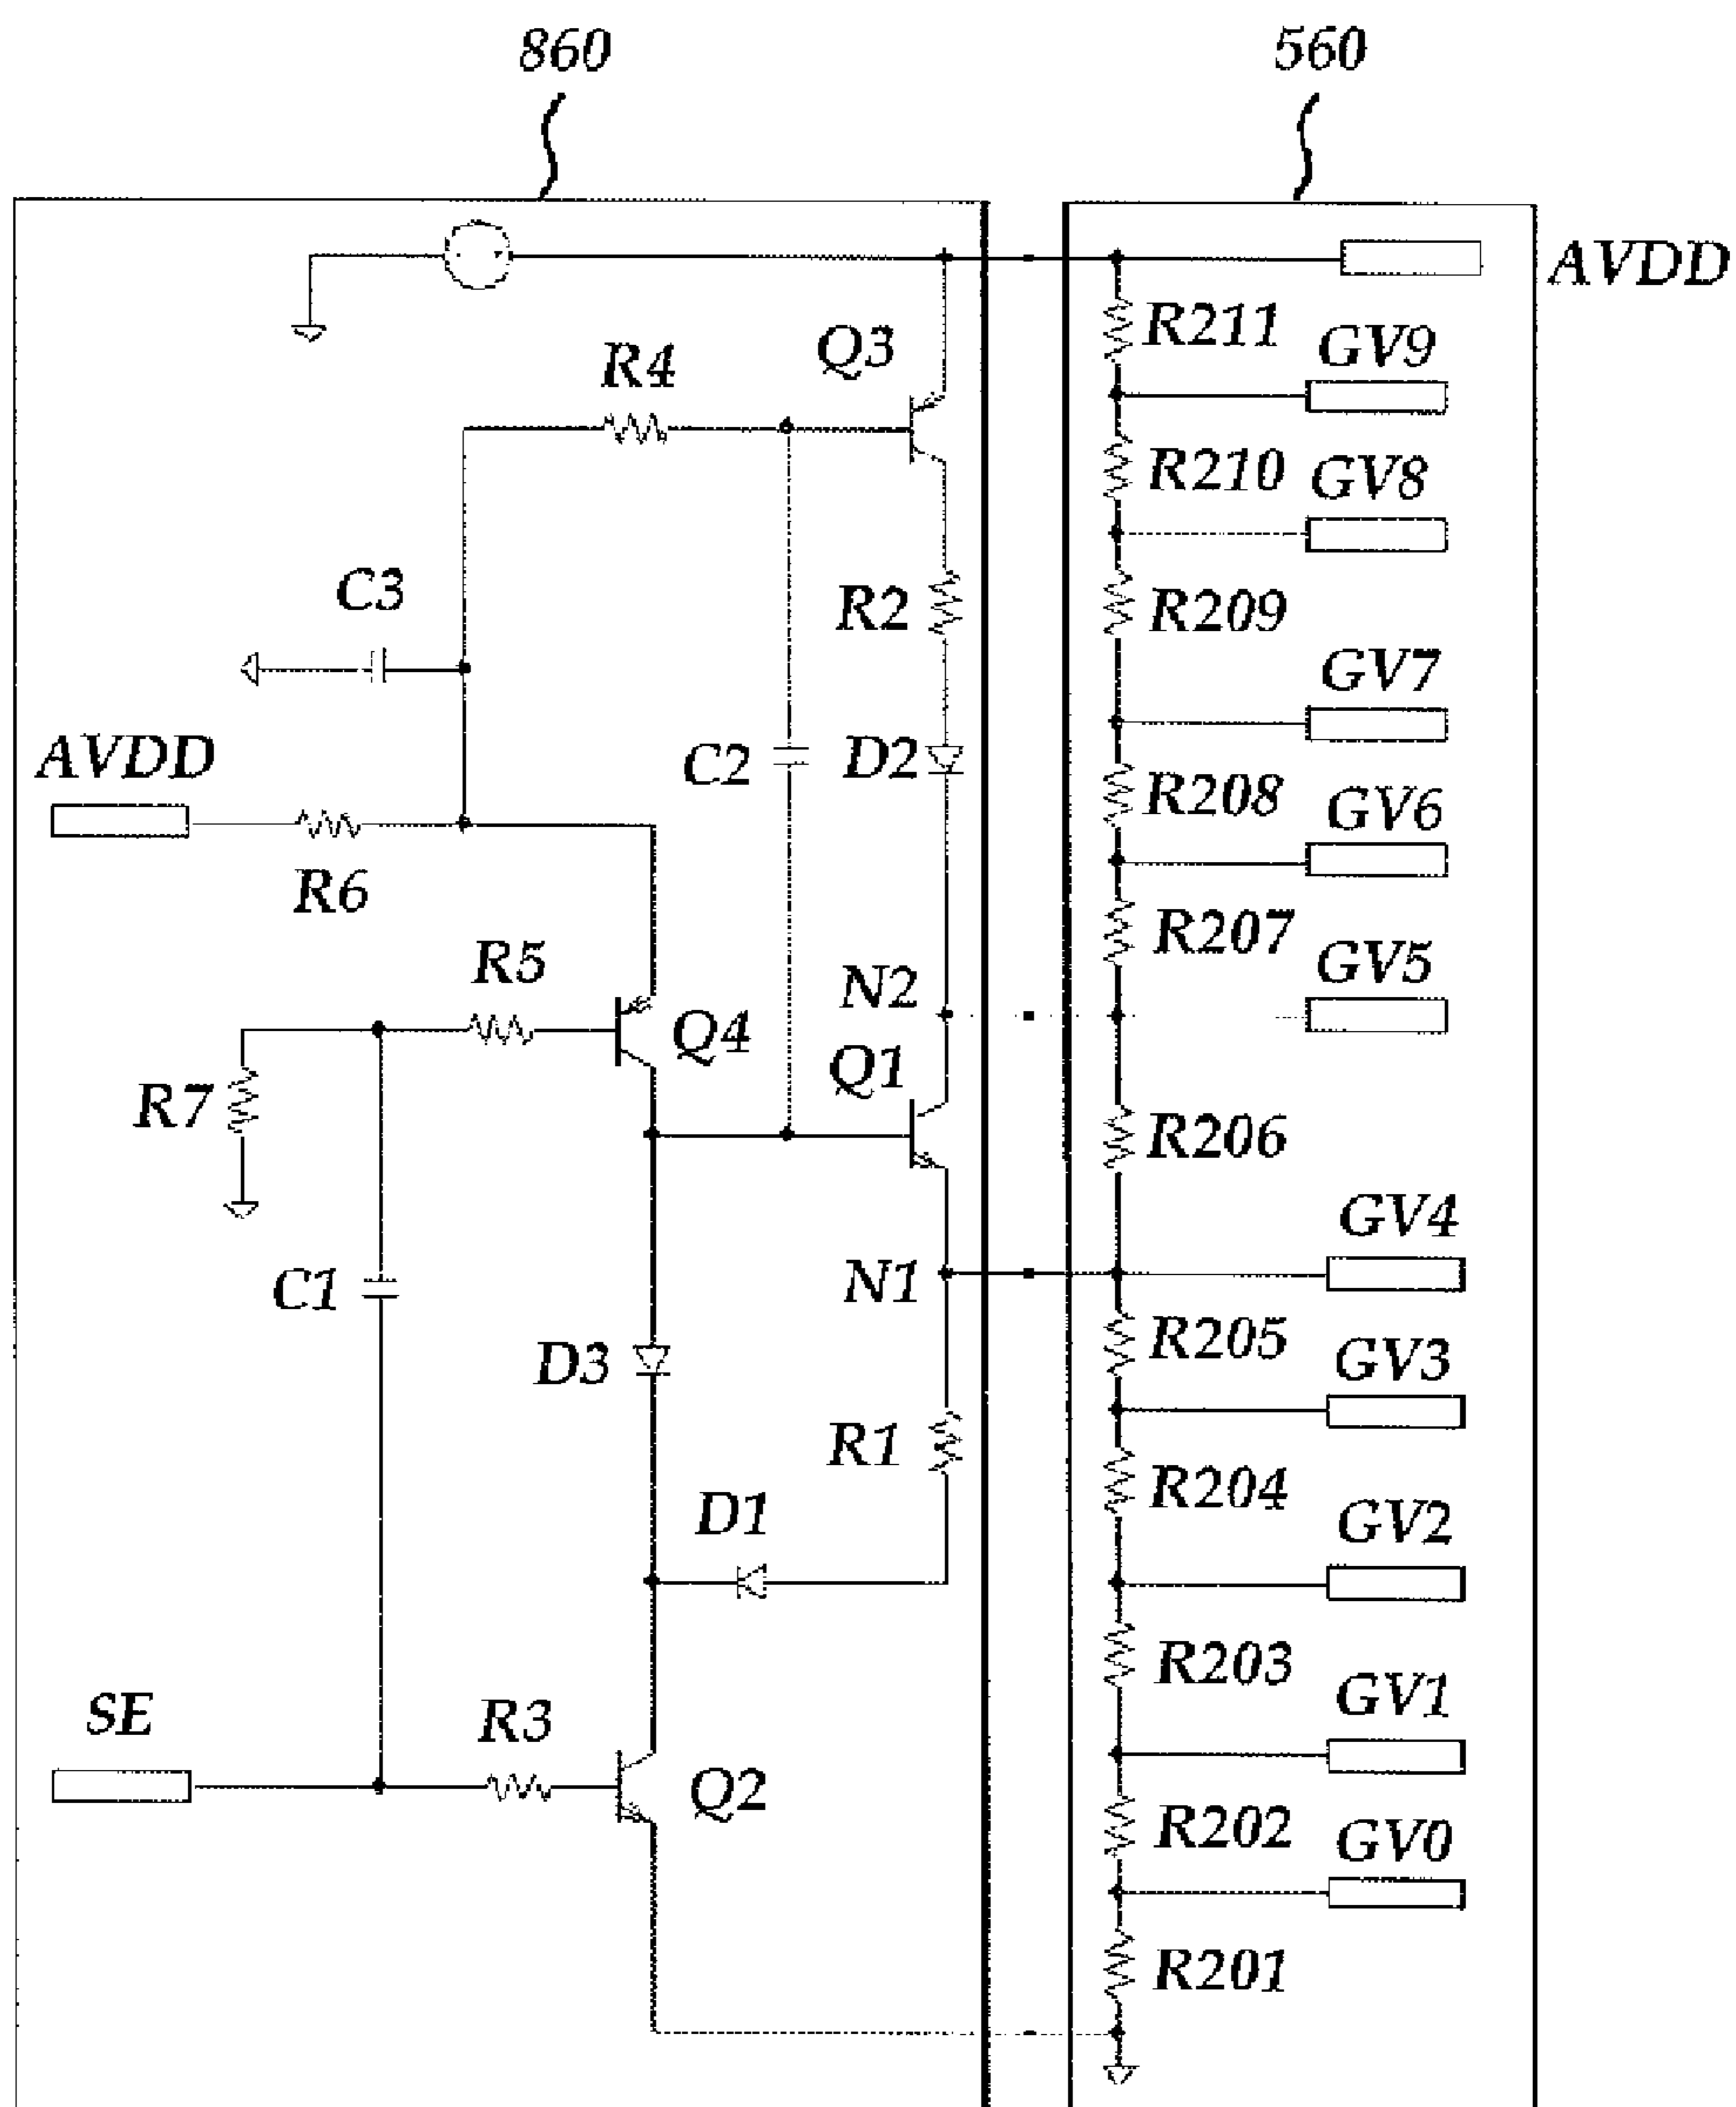 860
560
AVDD
R211
GV9
Q3
R4
R210
GV8
C3
R2
R209
GV7
AVDD
C2
D2
R208
GV6
R6
R207
R5
N2
GV5
Q4
Q1
R7
R206
GV4
C1
N1
R205
GV3
D3
R1
R204
D1
GV2
R203
SE
R3
GV1
Q2
R202
GV0
R201